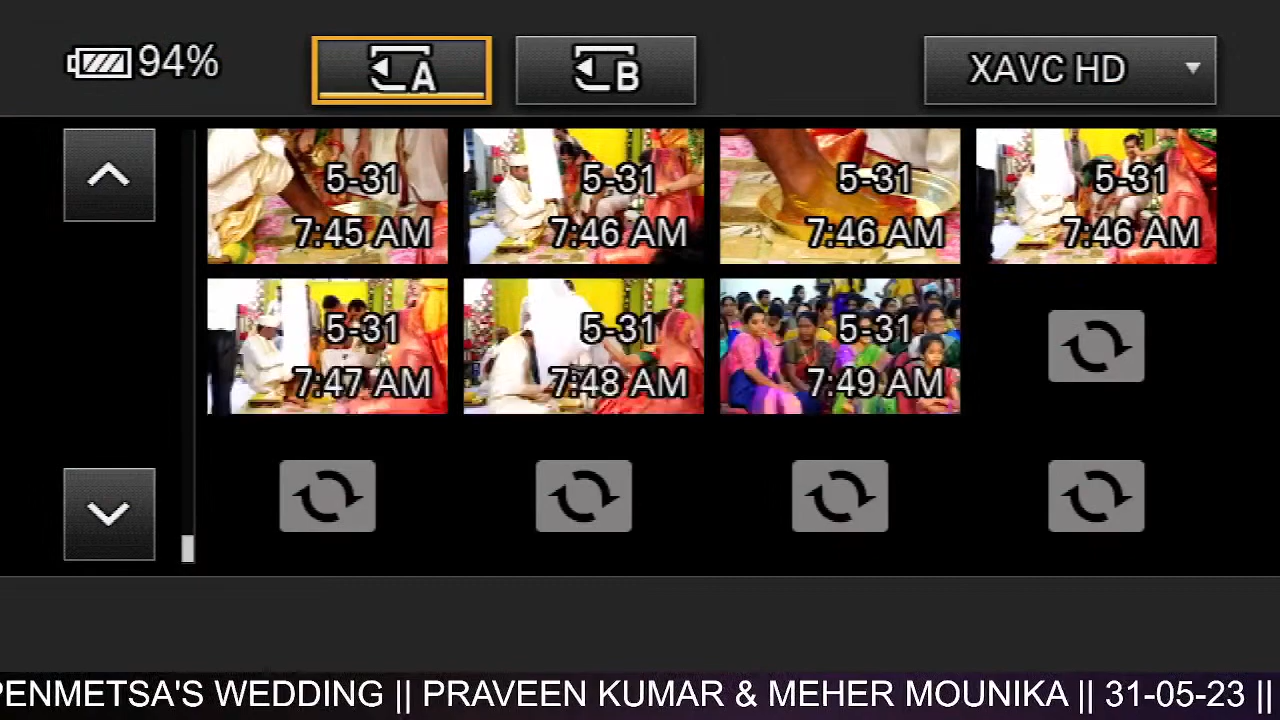 94%
A
B
XAVC HD
5-31
7:45 AM
5-31
7:46 AM
5-31
7:46 AM
5-31
7:46 AM
5-31
7:47 AM
5-31
7:48 AM
5-31
7:49 AM
PENMETSA'S WEDDING || PRAVEEN KUMAR & MEHER MOUNIKA || 31-05-23 ||